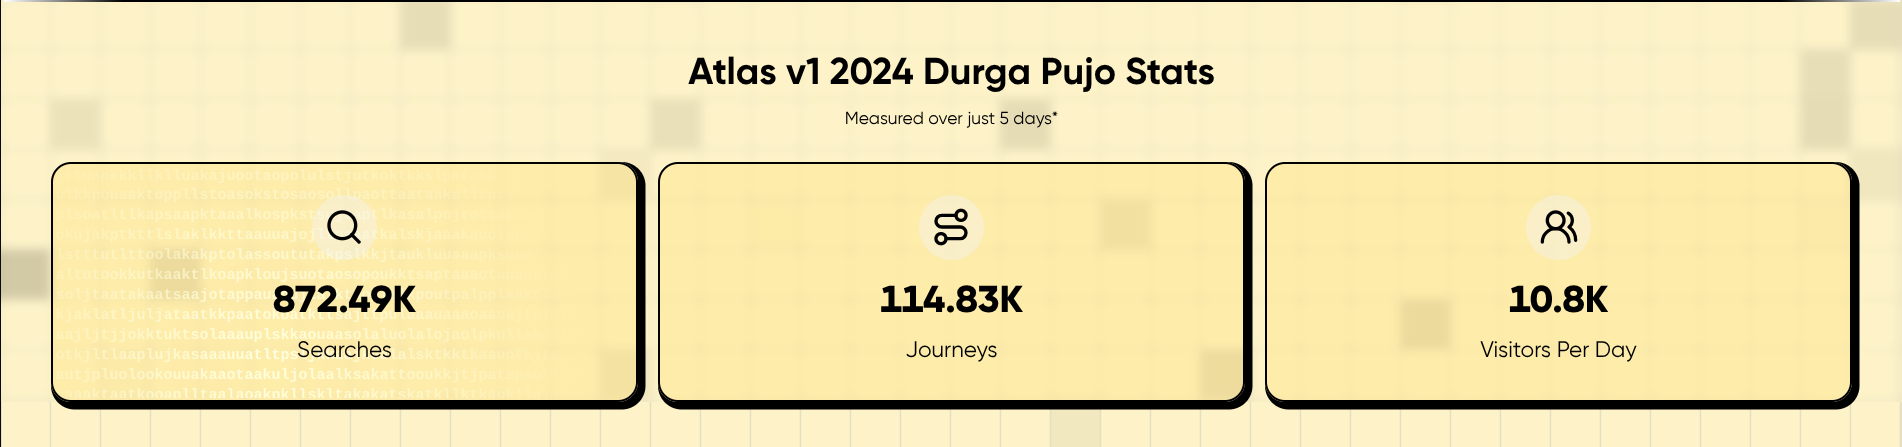 Atlas v1 2024 Durga Pujo Stats
Measured over just 5 days*
872.49K
Searches
114.83K
Journeys
10.8K
Visitors Per Day